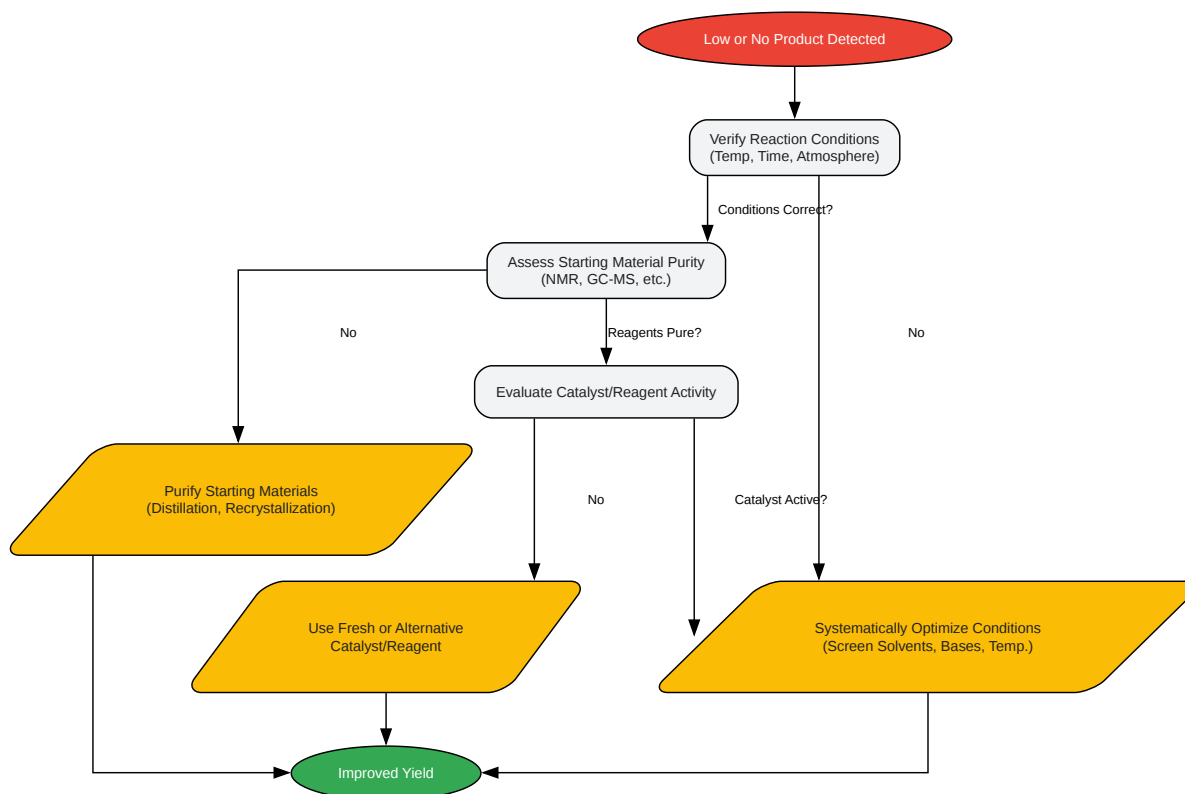 Low or No Product Detected
Verify Reaction Conditions
(Temp, Time, Atmosphere)
Conditions Correct?
Assess Starting Material Purity
(NMR, GC-MS, etc.)
No
Reagents Pure?
No
Evaluate Catalyst/Reagent Activity
Purify Starting Materials
(Distillation, Recrystallization)
No
Catalyst Active?
Use Fresh or Alternative
Catalyst/Reagent
Systematically Optimize Conditions
(Screen Solvents, Bases, Temp.)
Improved Yield